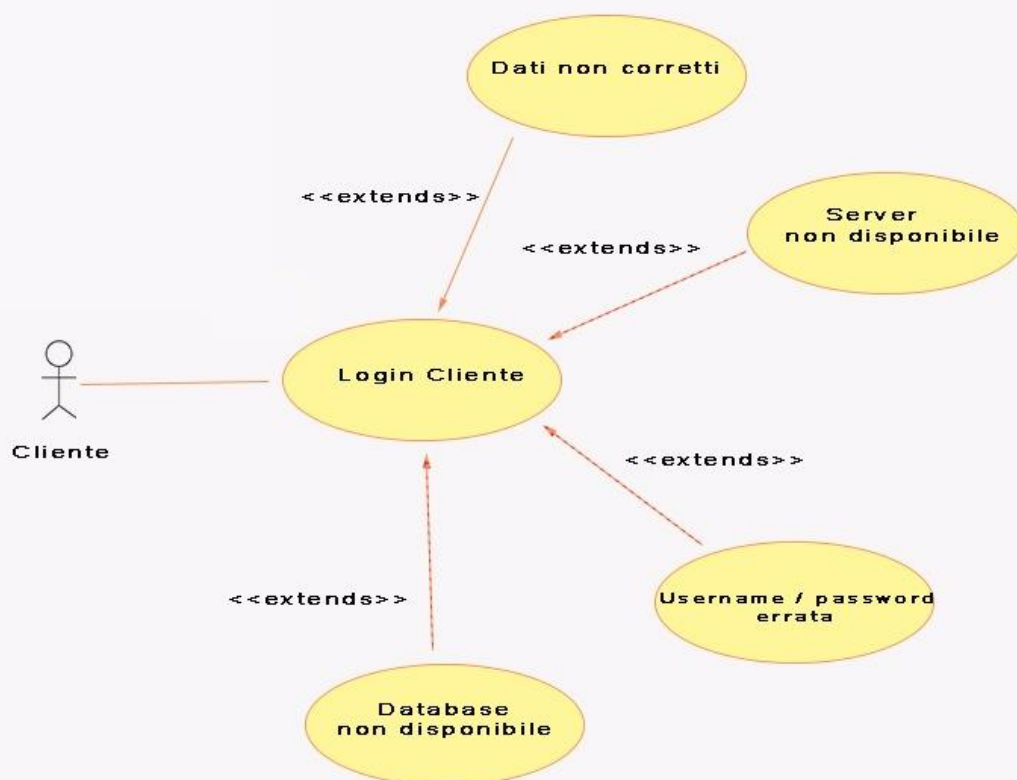 Dati non corretti
<<extends>>
Server
non disponibile
<<extends>>
Login Cliente
Cliente
<<extends>>
Username / password
errata
<<extends>>
Database
non disponibile